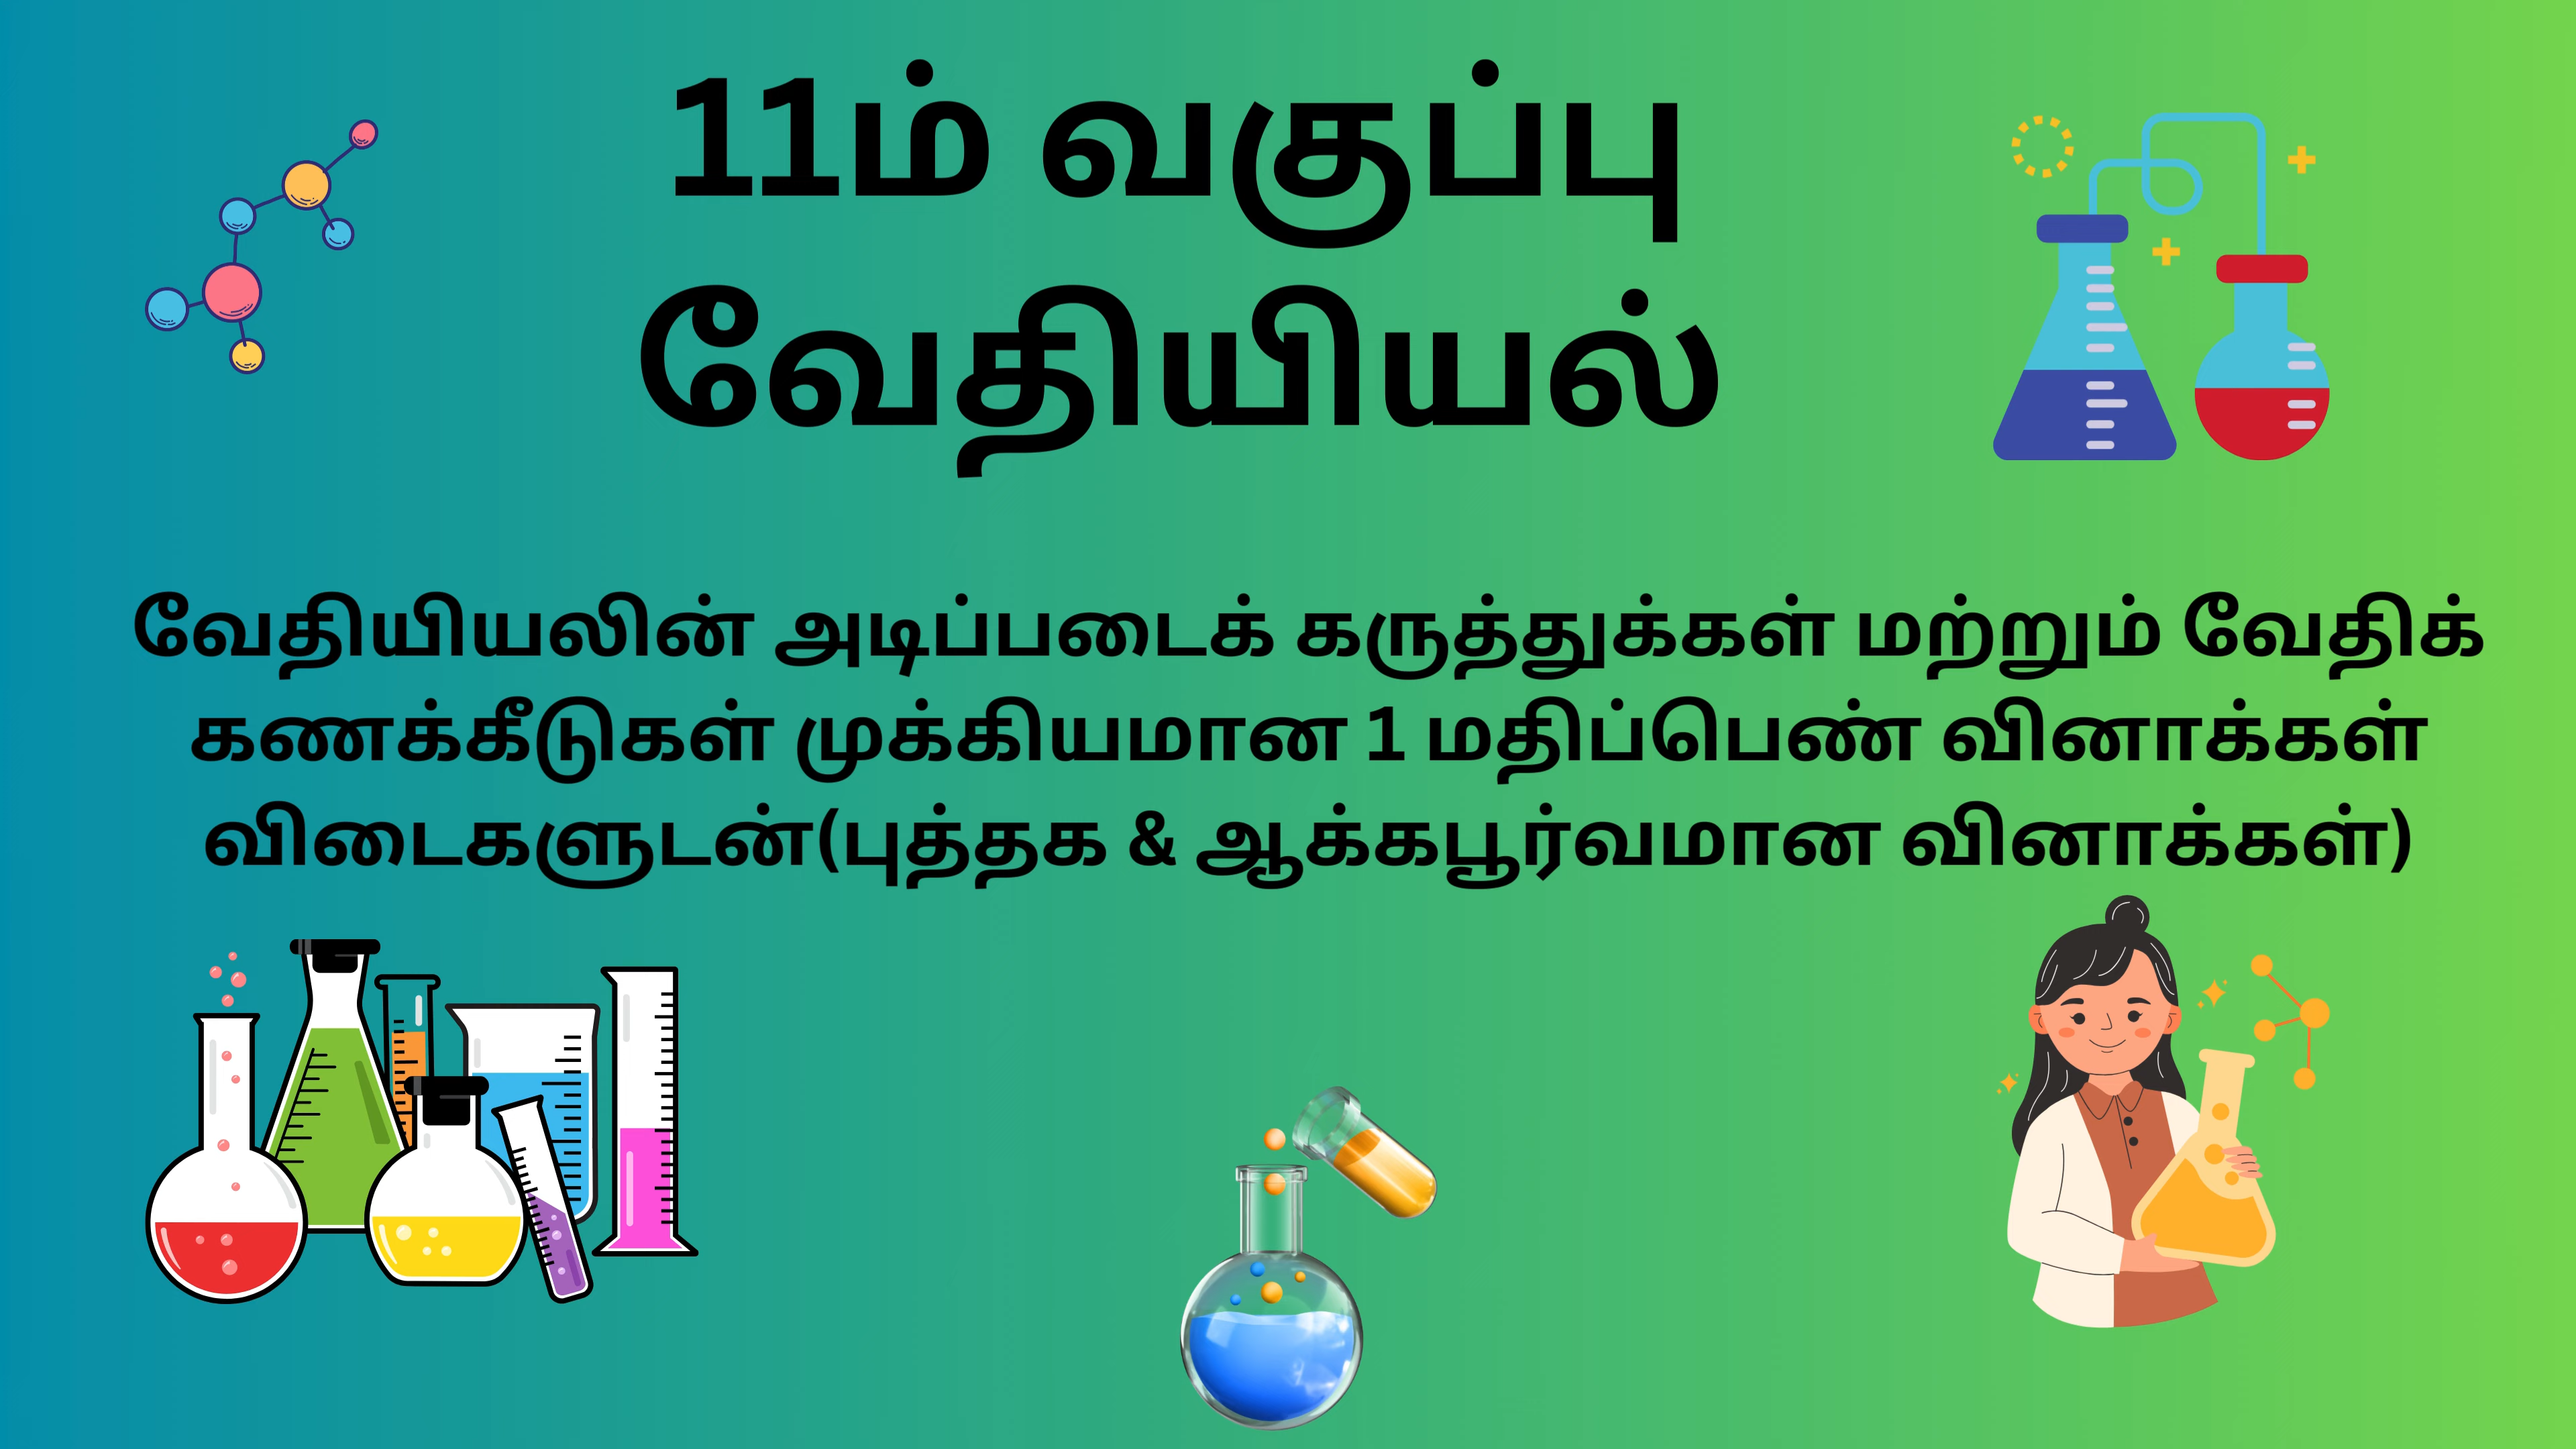 11ம் வகுப்பு
வேதியியல்
வேதியியலின் அடிப்படைக் கருத்துக்கள் மற்றும் வேதிக்
கணக்கீடுகள் முக்கியமான 1 மதிப்பெண் வினாக்கள்
விடைகளுடன்(புத்தக & ஆக்கபூர்வமான வினாக்கள்)